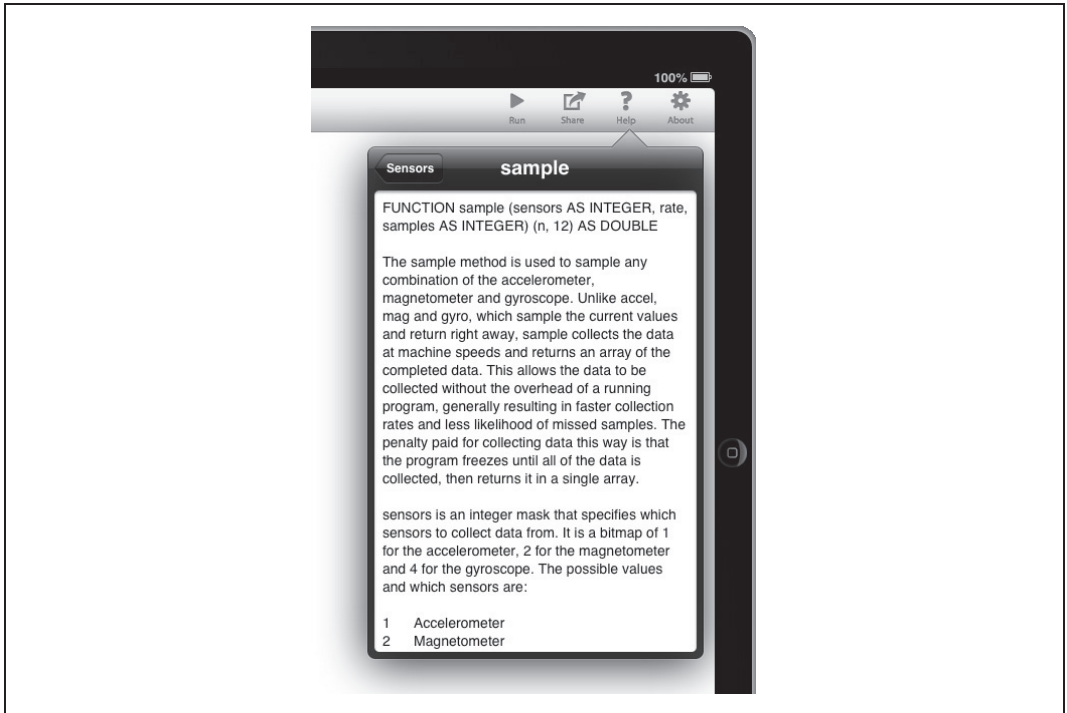 100%
Run Share Help About
Sensors sample
FUNCTION sample (sensors AS INTEGER, rate,
samples AS INTEGER) (n, 12) AS DOUBLE
The sample method is used to sample any
combination of the accelerometer,
magnetometer and gyroscope. Unlike accel,
mag and gyro, which sample the current values
and return right away, sample collects the data
at machine speeds and returns an array of the
completed data. This allows the data to be
collected without the overhead of a running
program, generally resulting in faster collection
rates and less likelihood of missed samples. The
penalty paid for collecting data this way is that
the program freezes until all of the data is
collected, then returns it in a single array.
sensors is an integer mask that specifies which
sensors to collect data from. It is a bitmap of 1
for the accelerometer, 2 for the magnetometer
and 4 for the gyroscope. The possible values
and which sensors are:
1 Accelerometer
2 Magnetometer